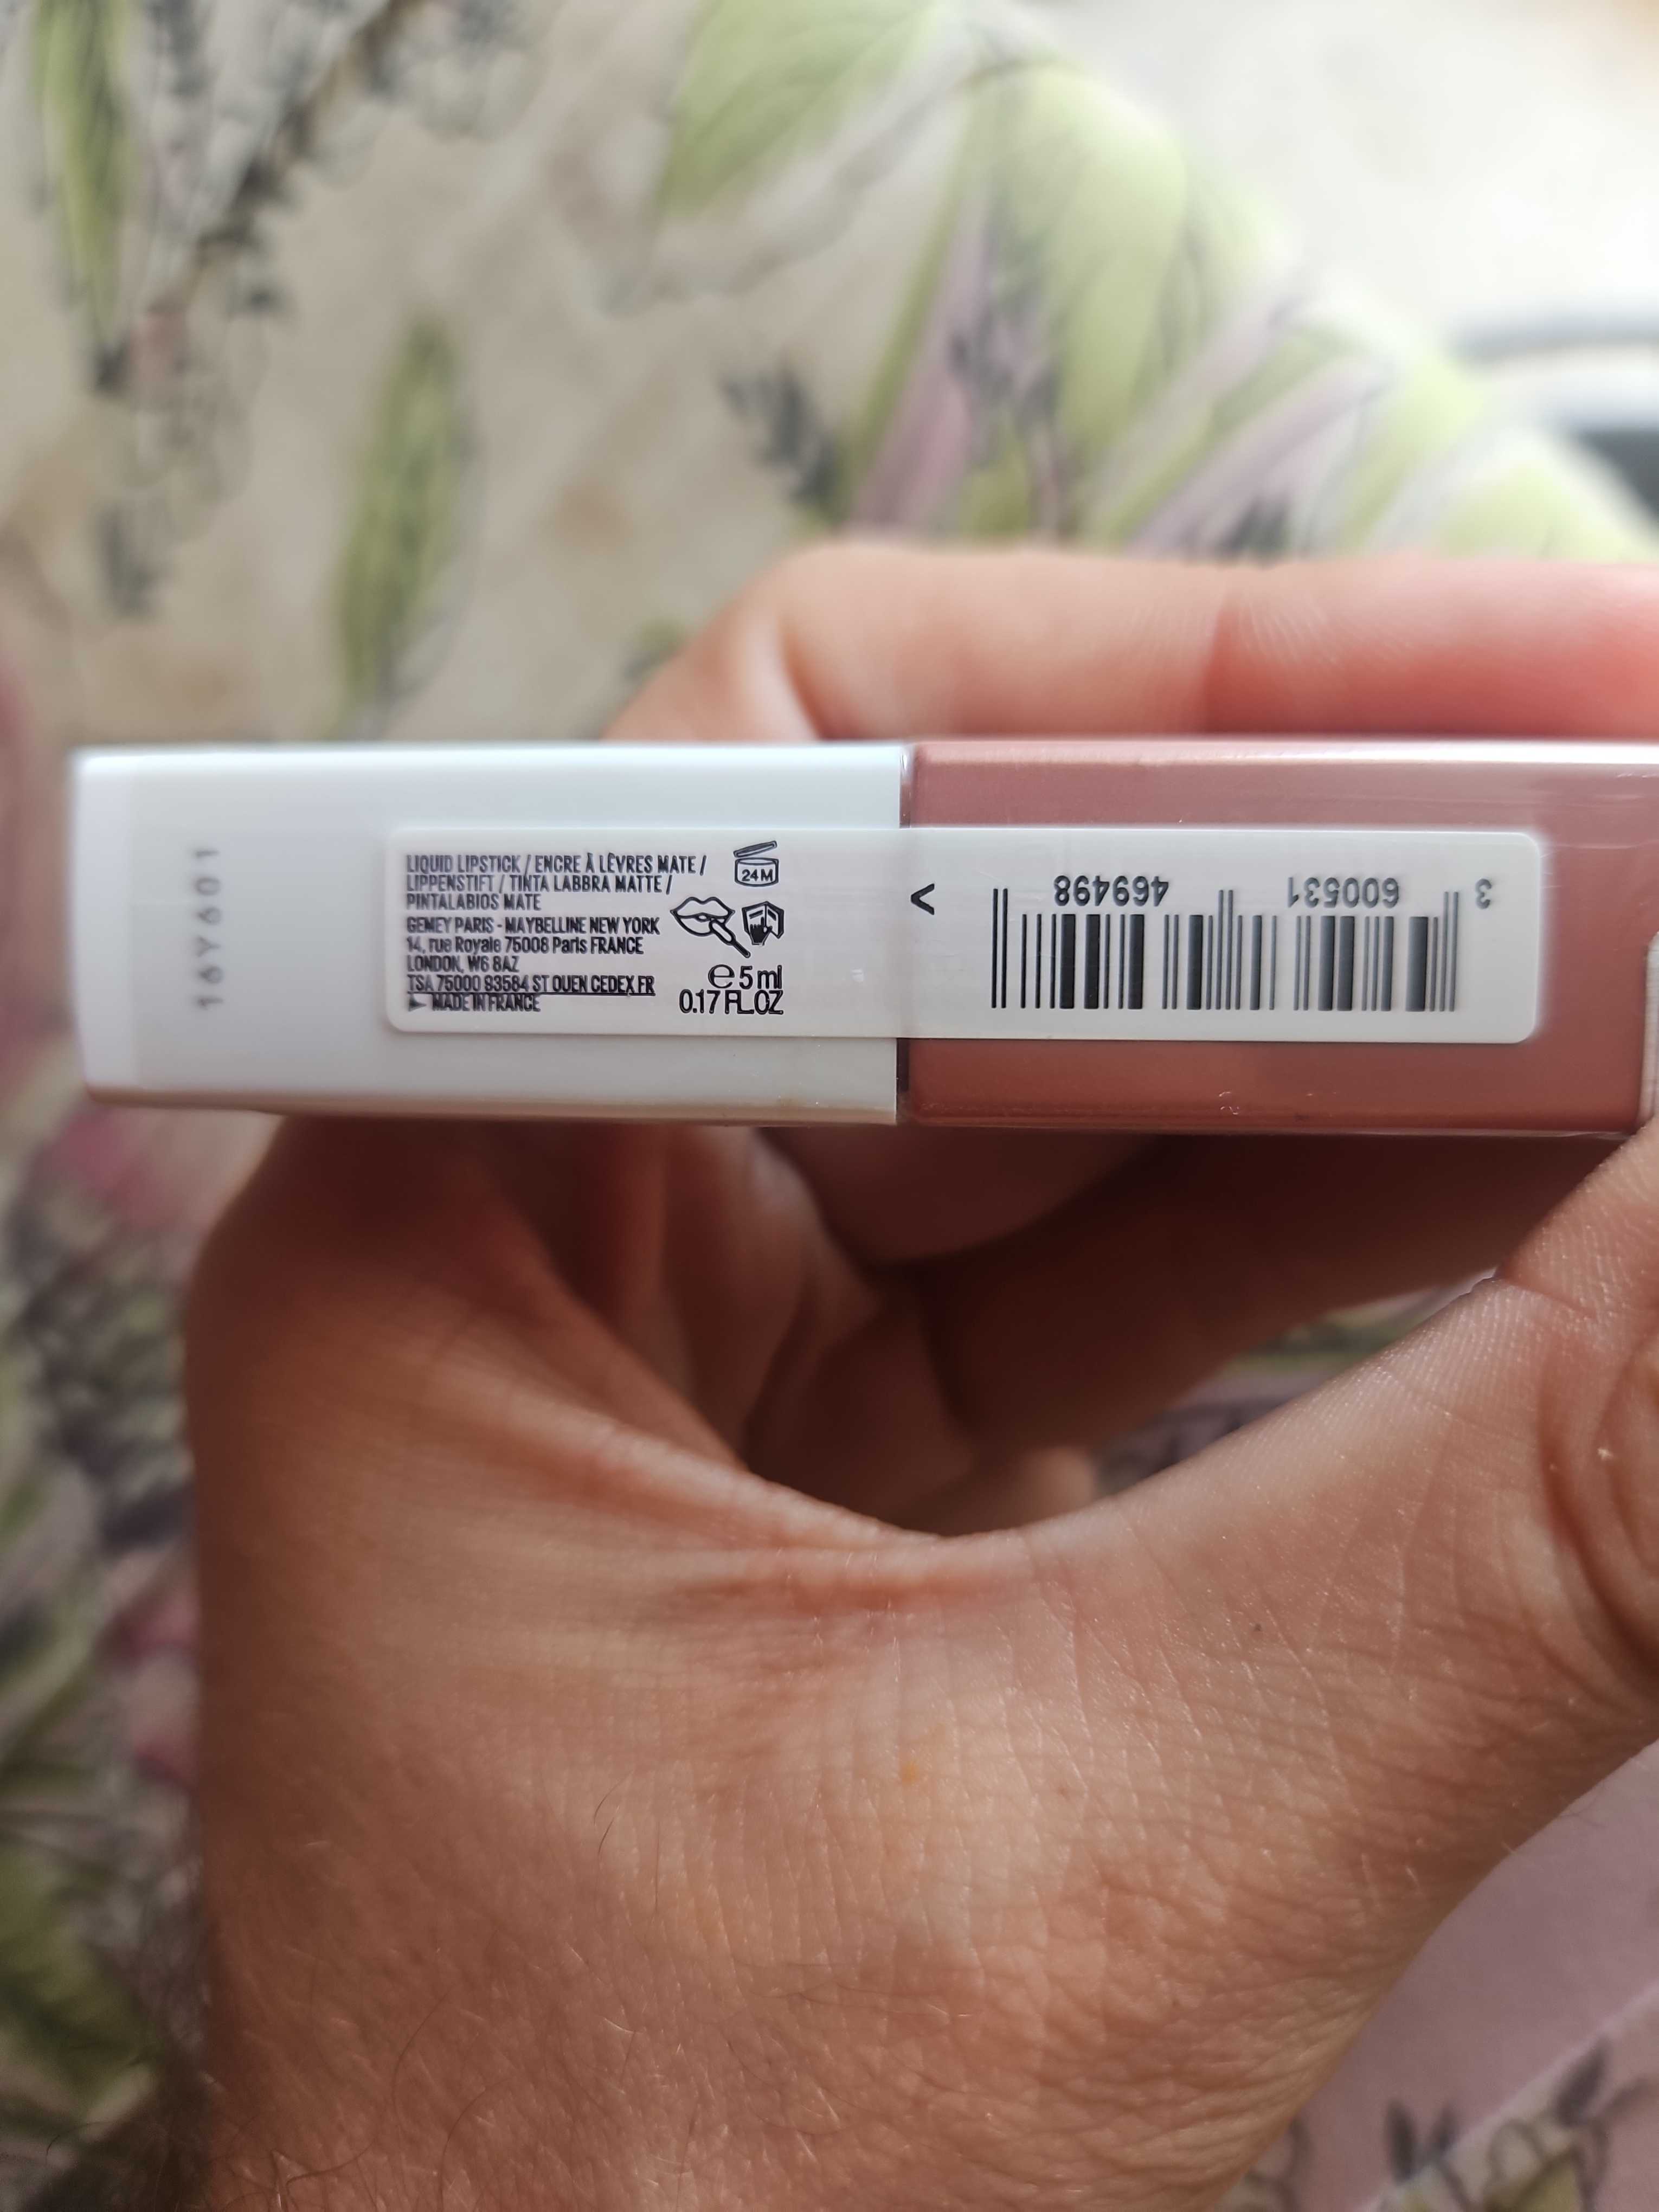 16Y601
LIQUID LIPSTICK / ENCRE À LÈVRES MATE /
LIPPENSTIFT / TINTA LABBRA MATTE /
PINTALABIOS MATE
GEMEY PARIS - MAYBELLINE NEW YORK
14, rue Royale 75008 Paris FRANCE
LONDON, W6 8AZ
TSA 75000 93584 ST OUEN CEDEX FR
► MADE IN FRANCE
24M
e 5 ml
0.17 FL.OZ
3 600531 469498 >